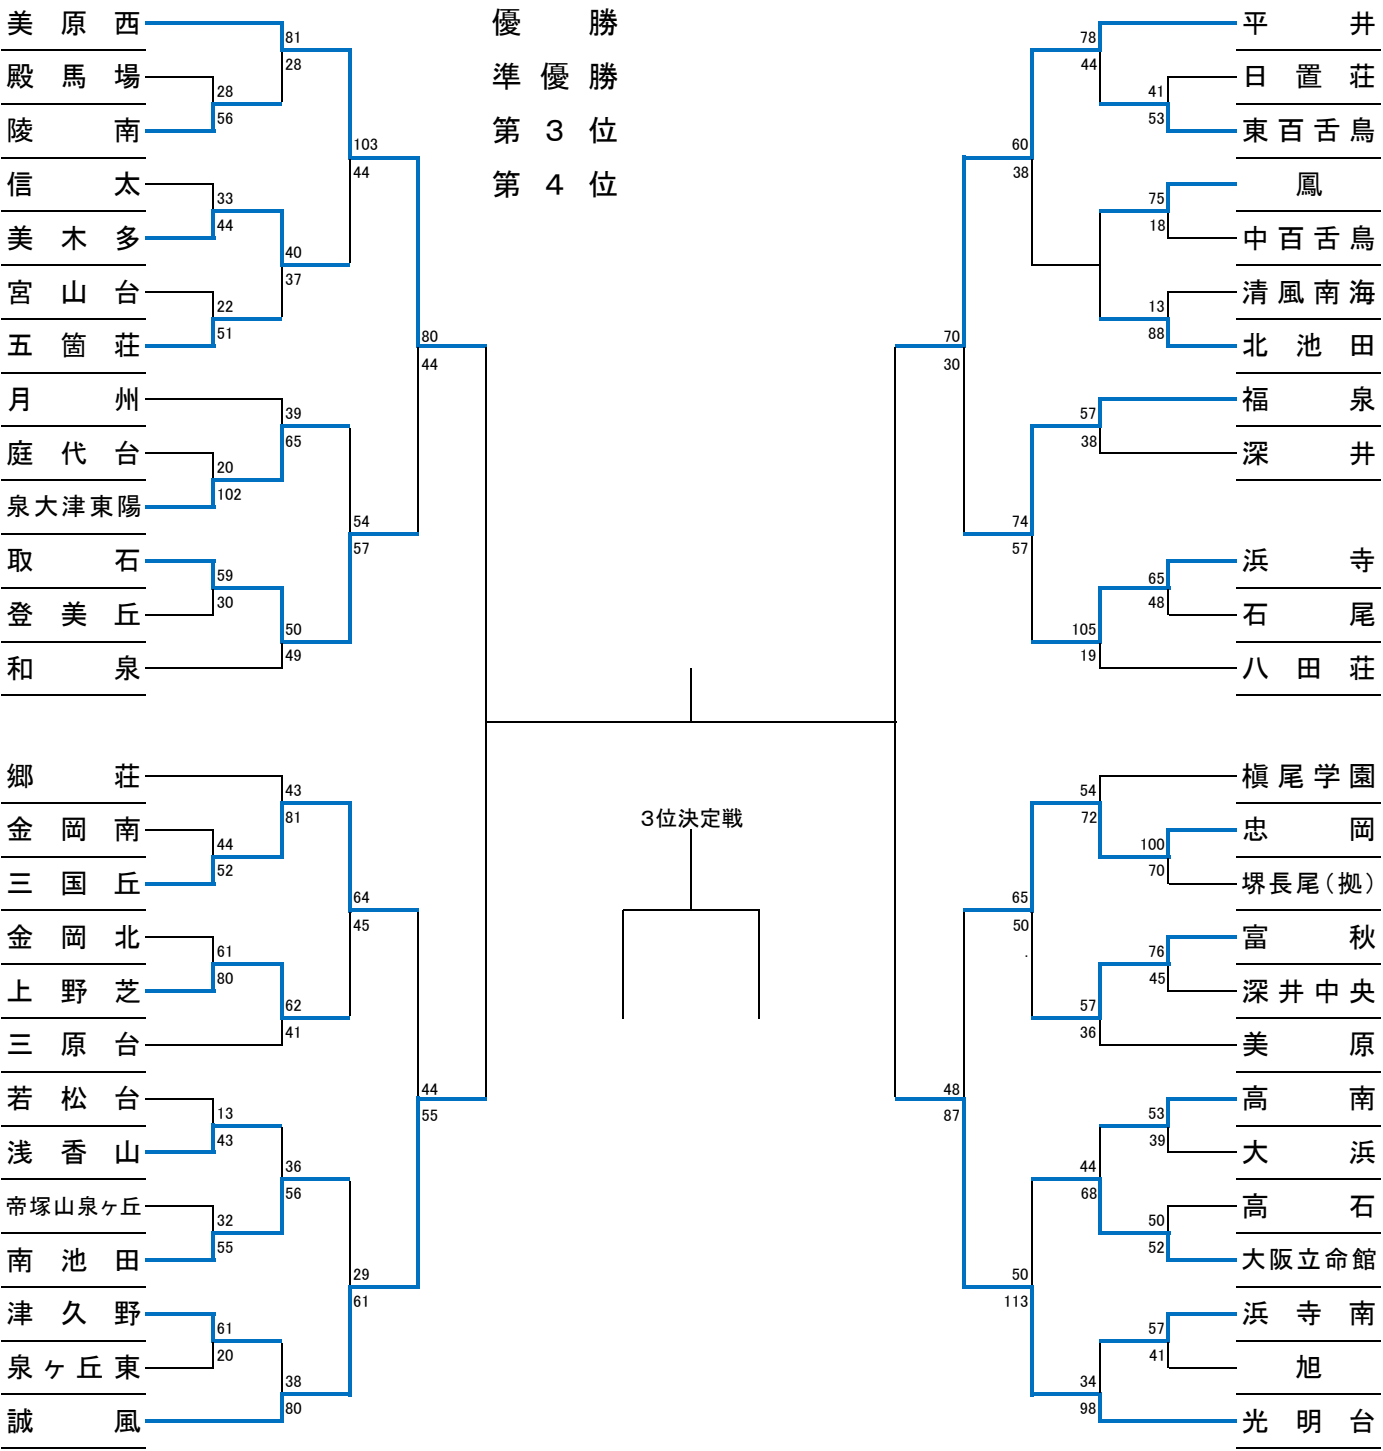 優勝
準優勝
第3位
第4位
美原西
81
28
殿馬場
28
56
陵南
103
44
信太
33
44
美木多
40
37
宮山台
22
51
五箇荘
80
44
月州
39
65
庭代台
20
102
泉大津東陽
54
57
取石
59
30
登美丘
50
49
和泉
郷荘
43
81
金岡南
44
52
三国丘
64
45
金岡北
61
80
上野芝
62
41
三原台
44
55
若松台
13
43
浅香山
36
56
帝塚山泉ヶ丘
32
55
南池田
29
61
津久野
61
20
泉ヶ丘東
38
80
誠風
3位決定戦
平井
78
44
日置荘
41
53
東百舌鳥
60
38
鳳
75
18
中百舌鳥
清風南海
13
88
北池田
70
30
福泉
57
38
深井
74
57
浜寺
65
48
石尾
105
19
八田荘
槇尾学園
54
72
忠岡
100
70
堺長尾(拠)
65
50
.
富秋
76
45
深井中央
57
36
美原
48
87
高南
53
39
大浜
44
68
高石
50
52
大阪立命館
50
113
浜寺南
57
41
旭
34
98
光明台